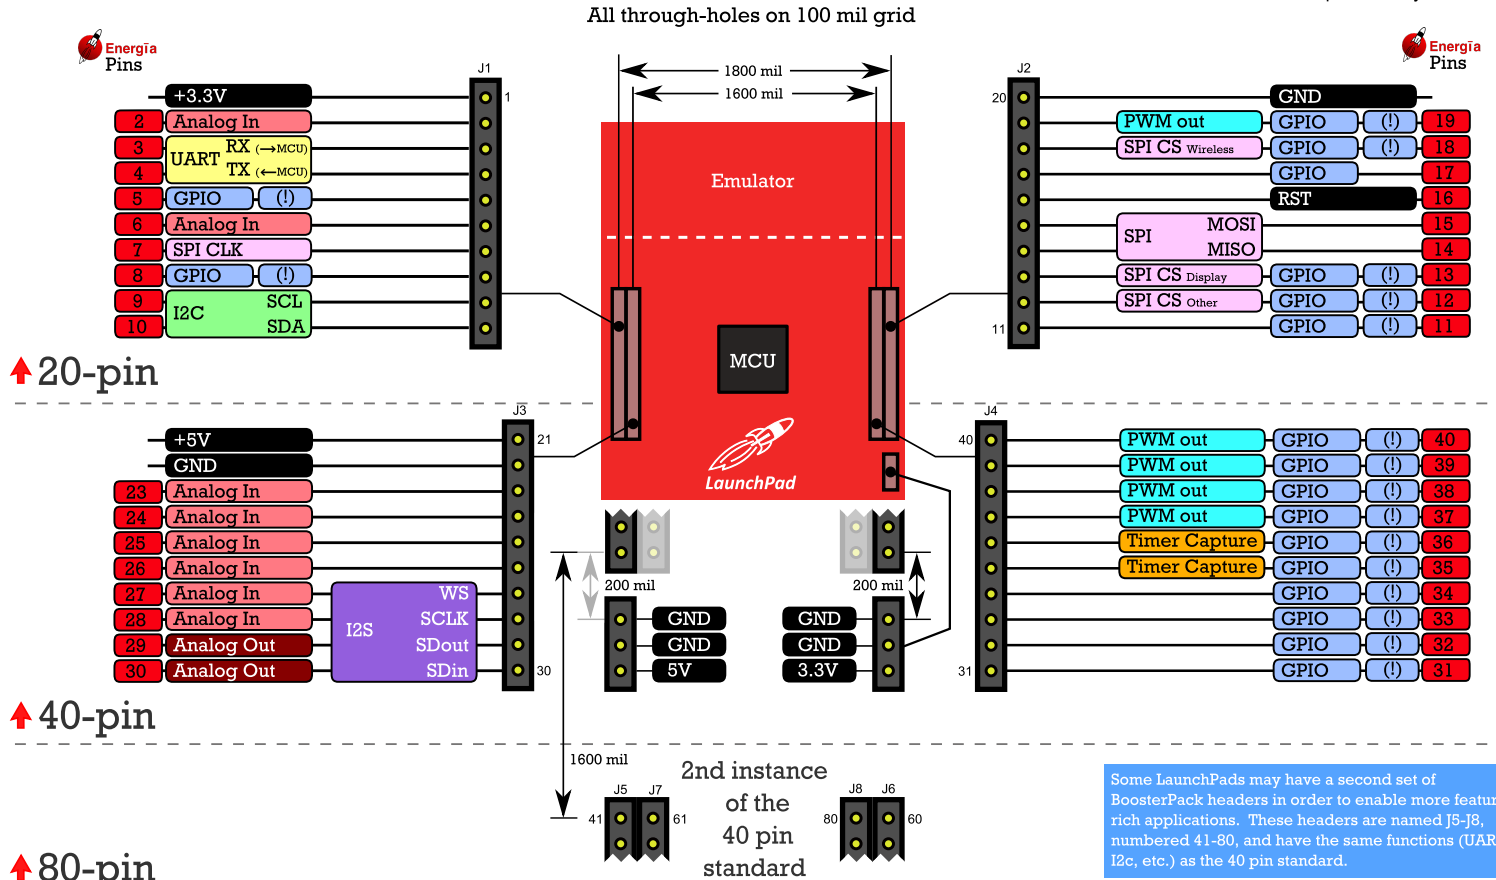 All through-holes on 100 mil grid
Energīa
Pins
Energīa
Pins
J1
1800 mil
1600 mil
J2
+3.3V
1
2 Analog In
3 UART RX (→MCU)
4 TX (←MCU)
5 GPIO (!)
6 Analog In
7 SPI CLK
8 GPIO (!)
9 I2C SCL
10 SDA
20 GND
PWM out GPIO (!) 19
SPI CS Wireless GPIO (!) 18
GPIO 17
RST 16
SPI MOSI 15
MISO 14
SPI CS Display GPIO (!) 13
SPI CS Other GPIO (!) 12
11 GPIO (!) 11
Emulator
MCU
LaunchPad
20-pin
J3
J4
+5V 21
GND
23 Analog In
24 Analog In
25 Analog In
26 Analog In
27 Analog In I2S WS
28 Analog In SCLK
29 Analog Out SDout
30 Analog Out SDin 30
40 PWM out GPIO (!) 40
PWM out GPIO (!) 39
PWM out GPIO (!) 38
PWM out GPIO (!) 37
Timer Capture GPIO (!) 36
Timer Capture GPIO (!) 35
GPIO (!) 34
GPIO (!) 33
GPIO (!) 32
31 GPIO (!) 31
200 mil 200 mil
GND GND
GND GND
5V 3.3V
40-pin
1600 mil
2nd instance
of the
40 pin
standard
J5 J7
41 61
J8 J6
80 60
Some LaunchPads may have a second set of
BoosterPack headers in order to enable more featur
rich applications. These headers are named J5-J8,
numbered 41-80, and have the same functions (UAR
I2c, etc.) as the 40 pin standard.
80-pin